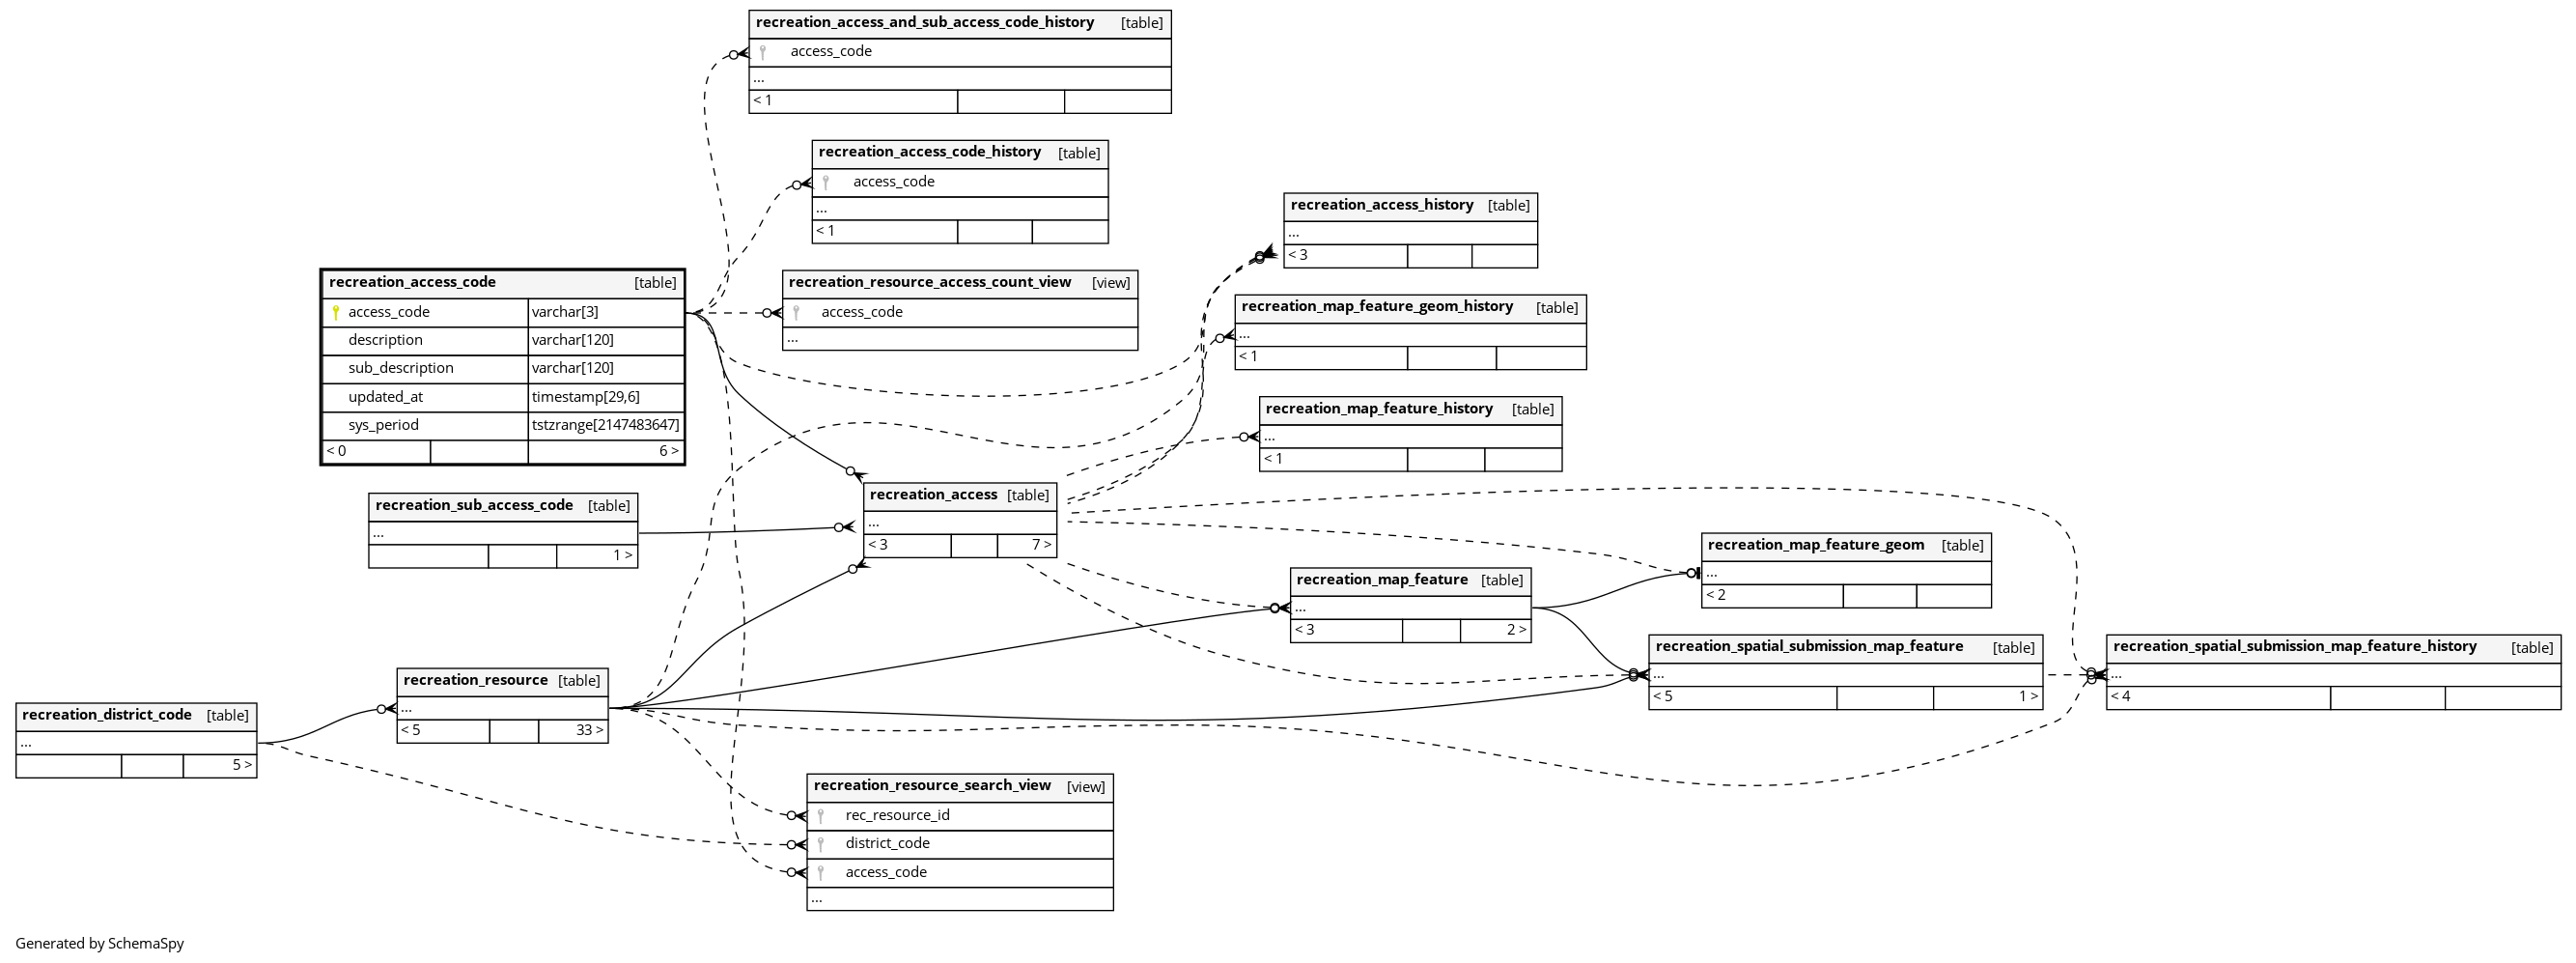 recreation_access_and_sub_access_code_history [table]
access_code
...
< 1
recreation_access_code_history [table]
access_code
...
< 1
recreation_access_history [table]
...
< 3
recreation_access_code [table]
access_code varchar[3]
description varchar[120]
sub_description varchar[120]
updated_at timestamp[29,6]
sys_period tstzrange[2147483647]
< 0 6 >
recreation_resource_access_count_view [view]
access_code
...
recreation_map_feature_geom_history [table]
...
< 1
recreation_map_feature_history [table]
...
< 1
recreation_access [table]
...
< 3 7 >
recreation_sub_access_code [table]
...
1 >
recreation_map_feature_geom [table]
...
< 2
recreation_map_feature [table]
...
< 3 2 >
recreation_spatial_submission_map_feature [table]
...
< 5 1 >
recreation_spatial_submission_map_feature_history [table]
...
< 4
recreation_resource [table]
...
< 5 33 >
recreation_district_code [table]
...
5 >
recreation_resource_search_view [view]
rec_resource_id
district_code
access_code
...
Generated by SchemaSpy